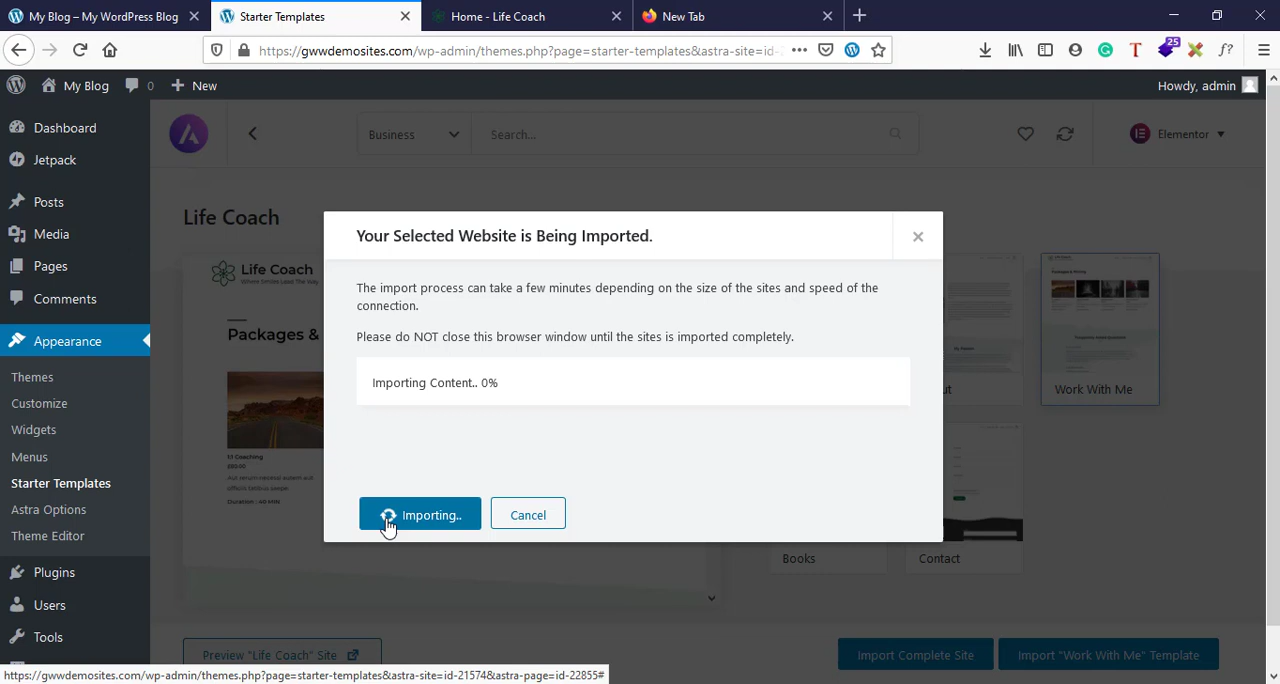 My Blog – My WordPress Blog
Starter Templates
Home - Life Coach
New Tab
https://gwwdemosites.com/wp-admin/themes.php?page=starter-templates&astra-site=id-
25
My Blog
0
New
Howdy, admin
Dashboard
Jetpack
Posts
Media
Pages
Comments
Appearance
Themes
Customize
Widgets
Menus
Starter Templates
Astra Options
Theme Editor
Plugins
Users
Tools
Business
Search...
Elementor
Life Coach
Life Coach
Packages &
1:1 Coaching
Duration : 40 MIN
Your Selected Website is Being Imported.
The import process can take a few minutes depending on the size of the sites and speed of the
connection.
Please do NOT close this browser window until the sites is imported completely.
Importing Content.. 0%
Importing..
Cancel
Work With Me
Books
Contact
Preview "Life Coach" Site
Import Complete Site
Import "Work With Me" Template
https://gwwdemosites.com/wp-admin/themes.php?page=starter-templates&astra-site=id-21574&astra-page=id-22855#